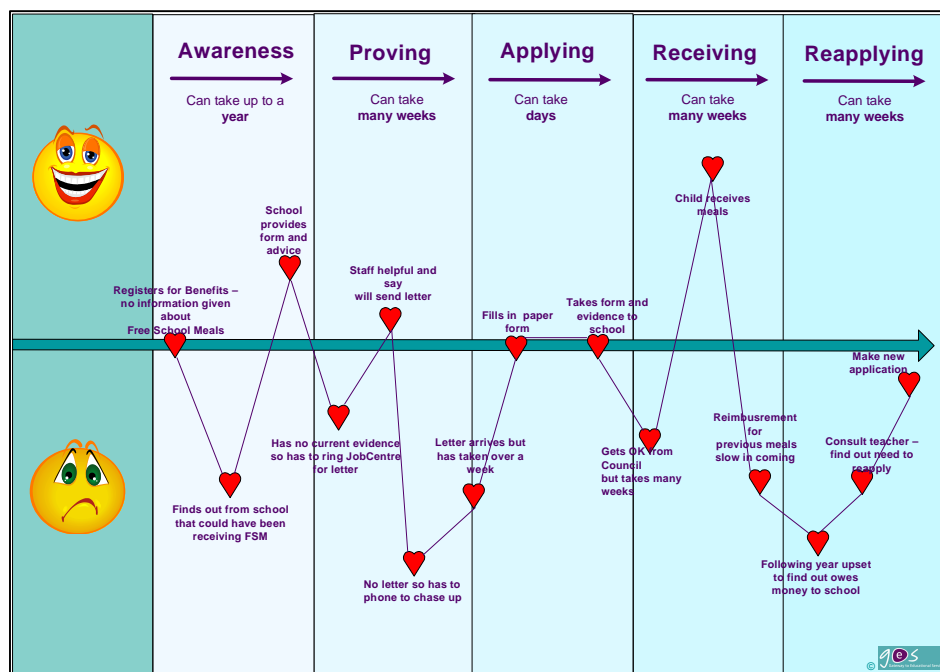 Awareness
Can take up to a
year
Proving
Can take
many weeks
Applying
Can take
days
Receiving
Can take
many weeks
Reapplying
Can take
many weeks
Registers for Benefits –
no information given
about
Free School Meals
Finds out from school
that could have been
receiving FSM
School
provides
form and
advice
Has no current evidence
so has to ring JobCentre
for letter
Staff helpful and
say
will send letter
No letter so has to
phone to chase up
Letter arrives but
has taken over a
week
Fills in paper
form
Takes form and
evidence to
school
Gets OK from
Council
but takes many
weeks
Child receives
meals
Reimbusrement
for
previous meals
slow in coming
Following year upset
to find out owes
money to school
Consult teacher –
find out need to
reapply
Make new
application
© ges